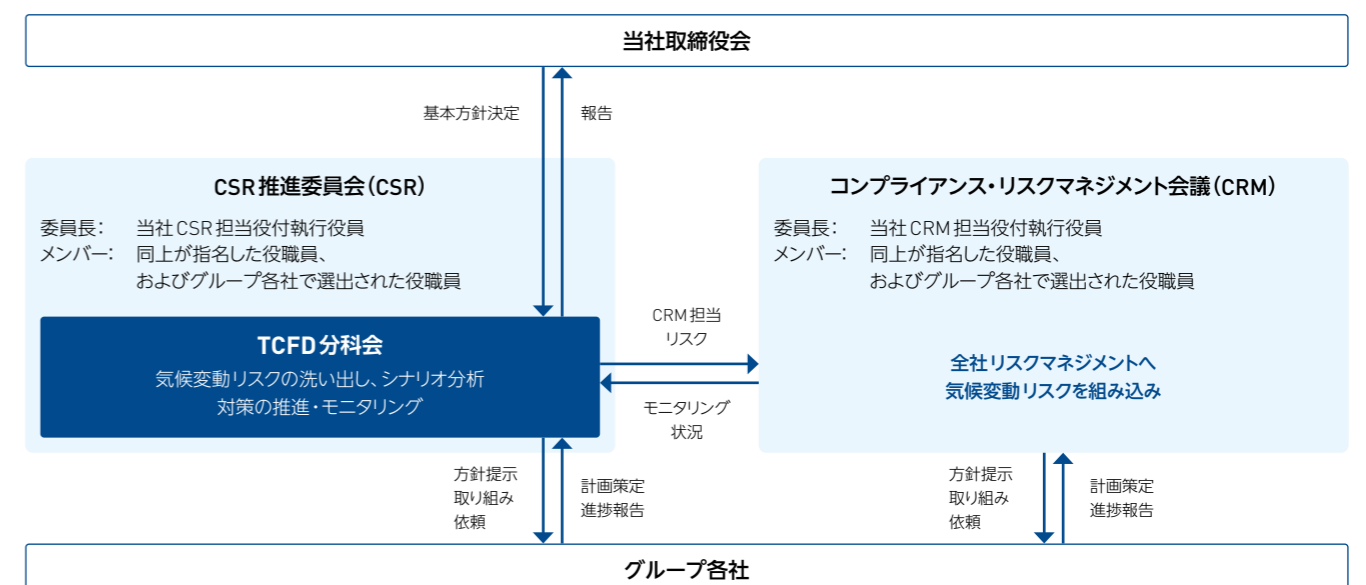 当社取締役会
基本方針決定
報告
CSR推進委員会(CSR)
委員長: 当社CSR担当役付執行役員
メンバー: 同上が指名した役職員、
およびグループ各社で選出された役職員
TCFD分科会
気候変動リスクの洗い出し、シナリオ分析
対策の推進・モニタリング
CRM担当
リスク
モニタリング
状況
コンプライアンス・リスクマネジメント会議(CRM)
委員長: 当社CRM担当役付執行役員
メンバー: 同上が指名した役職員、
およびグループ各社で選出された役職員
全社リスクマネジメントへ
気候変動リスクを組み込み
方針提示
取り組み
依頼
計画策定
進捗報告
方針提示
取り組み
依頼
計画策定
進捗報告
グループ各社